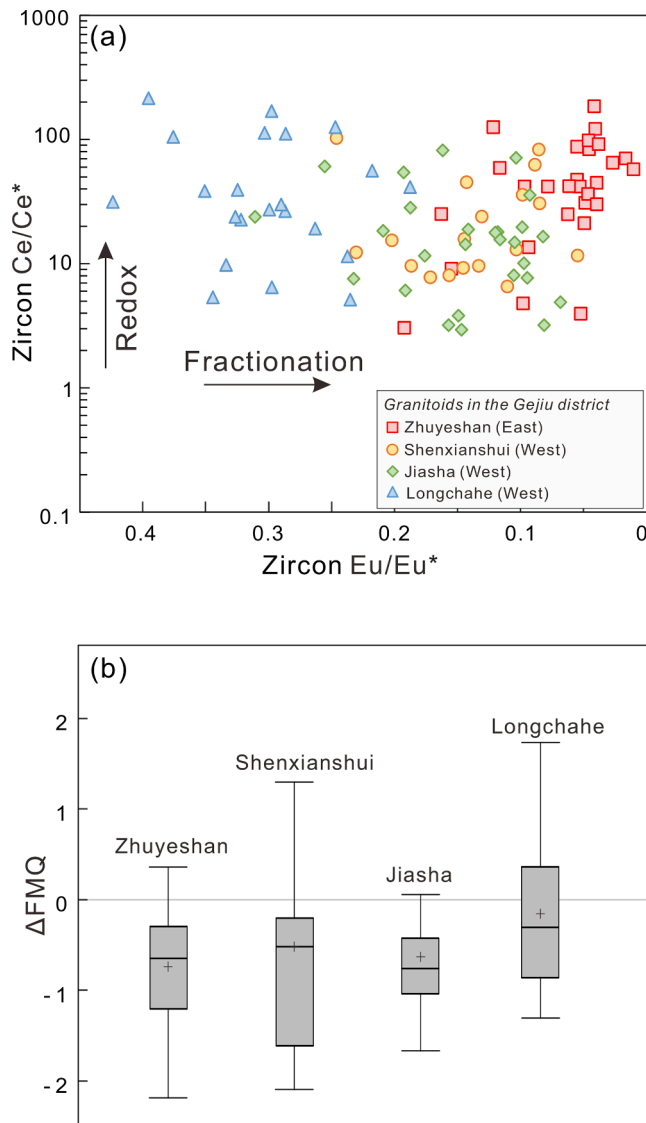 (a)
1000
100
10
1
0.1
Zircon Ce/Ce*
Redox
Fractionation
Granitoids in the Gejiu district
Zhuyeshan (East)
Shenxianshui (West)
Jiasha (West)
Longchahe (West)
0.4 0.3 0.2 0.1 0
Zircon Eu/Eu*
(b)
2
1
0
-1
-2
ΔFMQ
Longchahe
Shenxianshui
Zhuyeshan
Jiasha